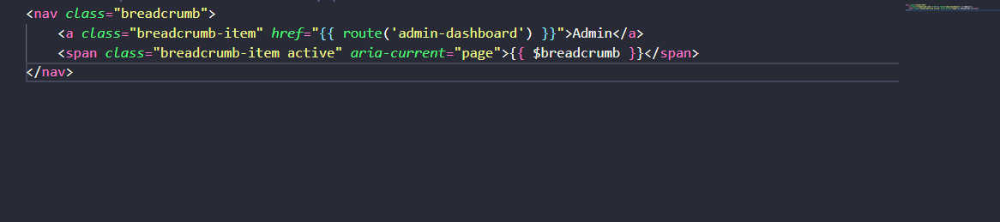 <nav class="breadcrumb">
<a class="breadcrumb-item" href="{{ route('admin-dashboard') }}">Admin</a>
<span class="breadcrumb-item active" aria-current="page">{{ $breadcrumb }}</span>
</nav>